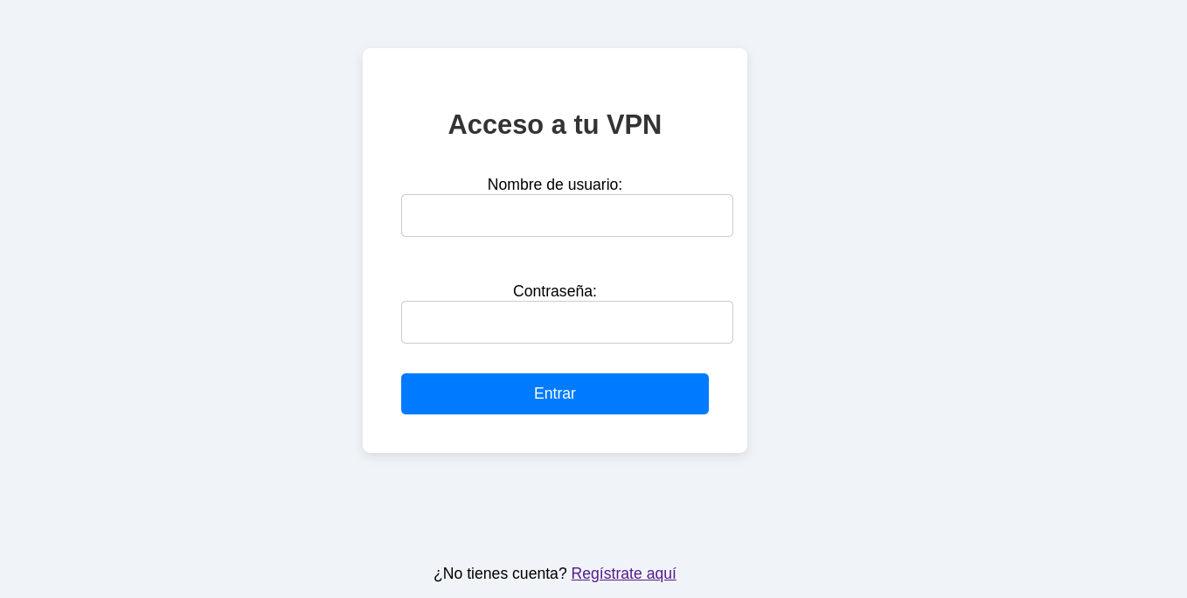 Acceso a tu VPN
Nombre de usuario:
Contraseña:
Entrar
¿No tienes cuenta? Regístrate aquí